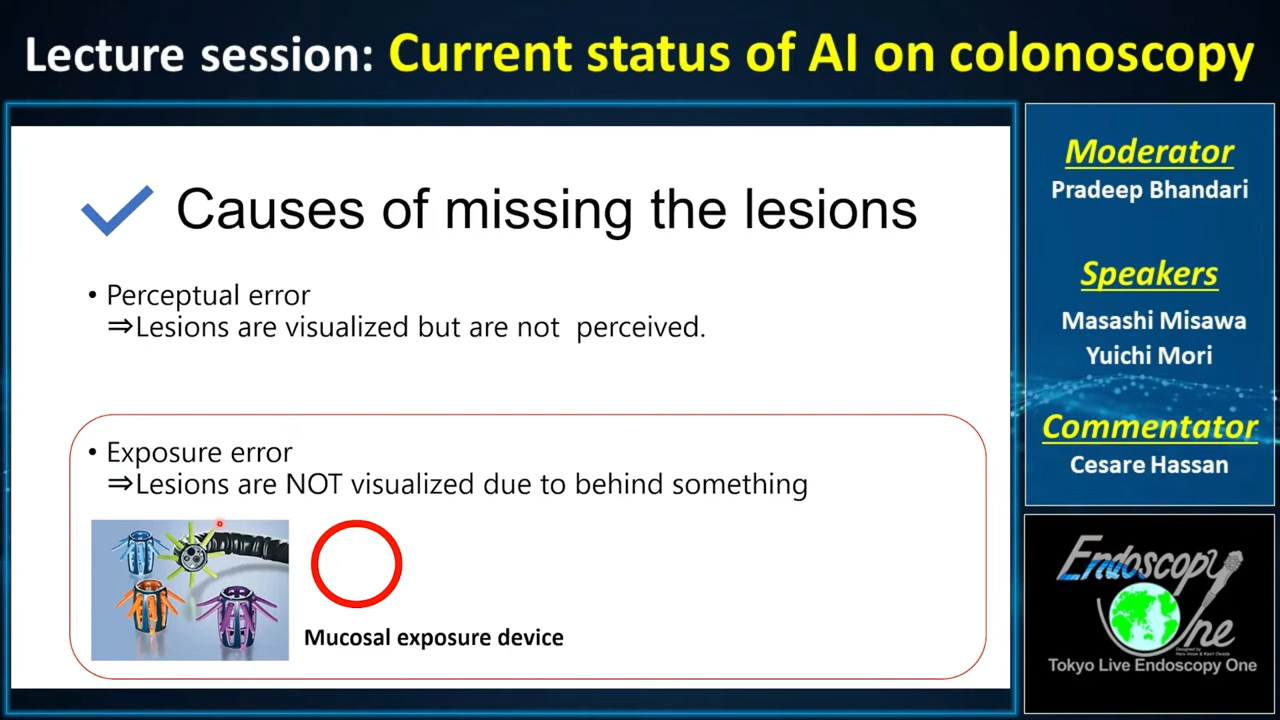 Lecture session: Current status of AI on colonoscopy
Causes of missing the lesions
• Perceptual error
⇒Lesions are visualized but are not perceived.
• Exposure error
⇒Lesions are NOT visualized due to behind something
Mucosal exposure device
Moderator
Pradeep Bhandari
Speakers
Masashi Misawa
Yuichi Mori
Commentator
Cesare Hassan
Endoscopy
One
Designed by
Tokyo Live Endoscopy One